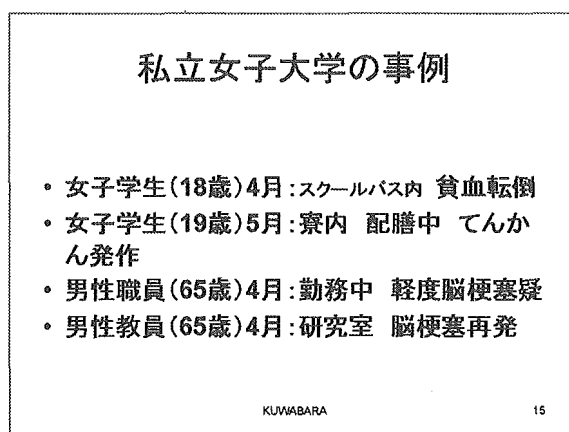 私立女子大学の事例
• 女子学生(18歳)4月:スクールバス内 貧血転倒
• 女子学生(19歳)5月:寮内 配膳中 てんか
ん発作
• 男性職員(65歳)4月:勤務中 軽度脳梗塞疑
• 男性教員(65歳)4月:研究室 脳梗塞再発
KUWABARA 15